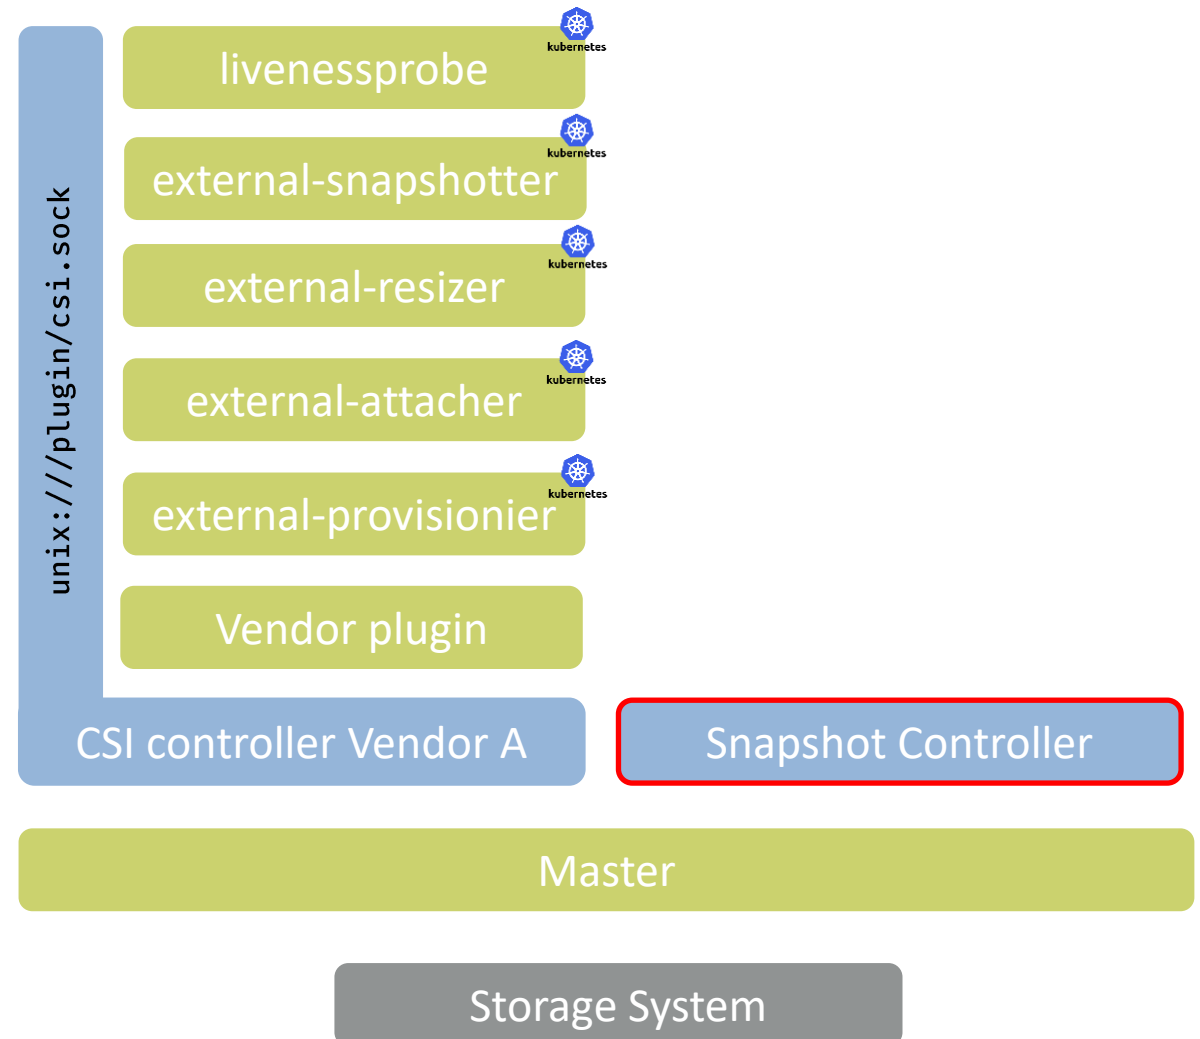 kubernetes
livenessprobe
kubernetes
external-snapshotter
kubernetes
external-resizer
kubernetes
external-attacher
kubernetes
external-provisionier
unix:///plugin/csi.sock
Vendor plugin
CSI controller Vendor A
Snapshot Controller
Master
Storage System